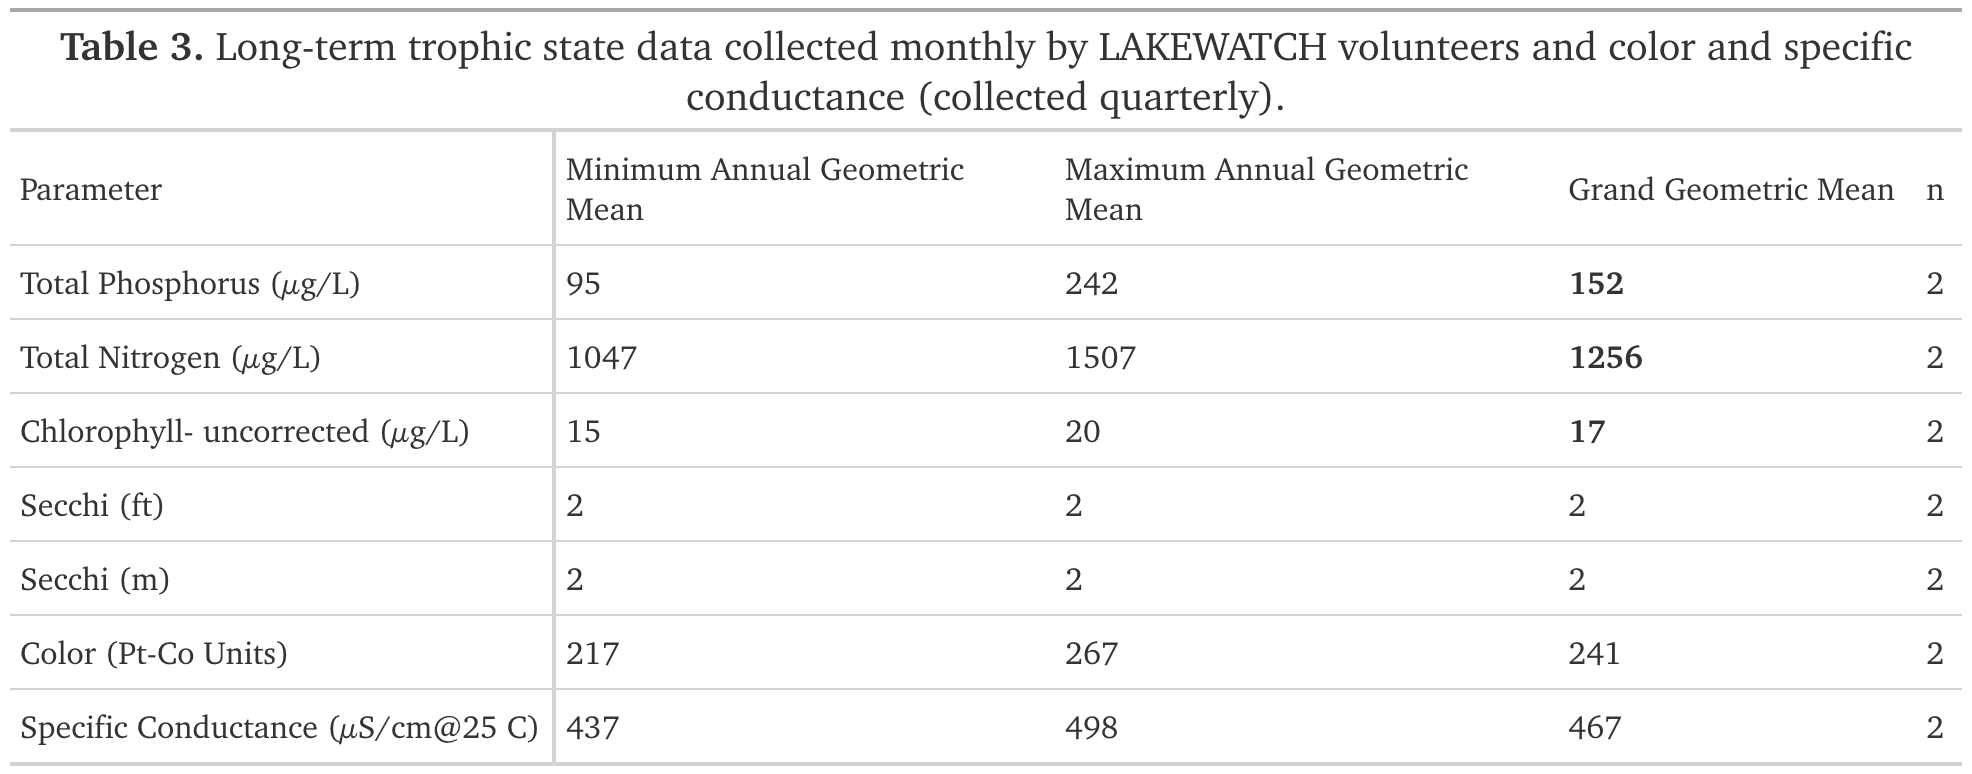 Table 3. Long-term trophic state data collected monthly by LAKEWATCH volunteers and color and specific
conductance (collected quarterly).
Parameter Minimum Annual Geometric Mean Maximum Annual Geometric Mean Grand Geometric Mean n
Total Phosphorus (µg/L) 95 242 152 2
Total Nitrogen (µg/L) 1047 1507 1256 2
Chlorophyll- uncorrected (µg/L) 15 20 17 2
Secchi (ft) 2 2 2 2
Secchi (m) 2 2 2 2
Color (Pt-Co Units) 217 267 241 2
Specific Conductance (µS/cm@25 C) 437 498 467 2